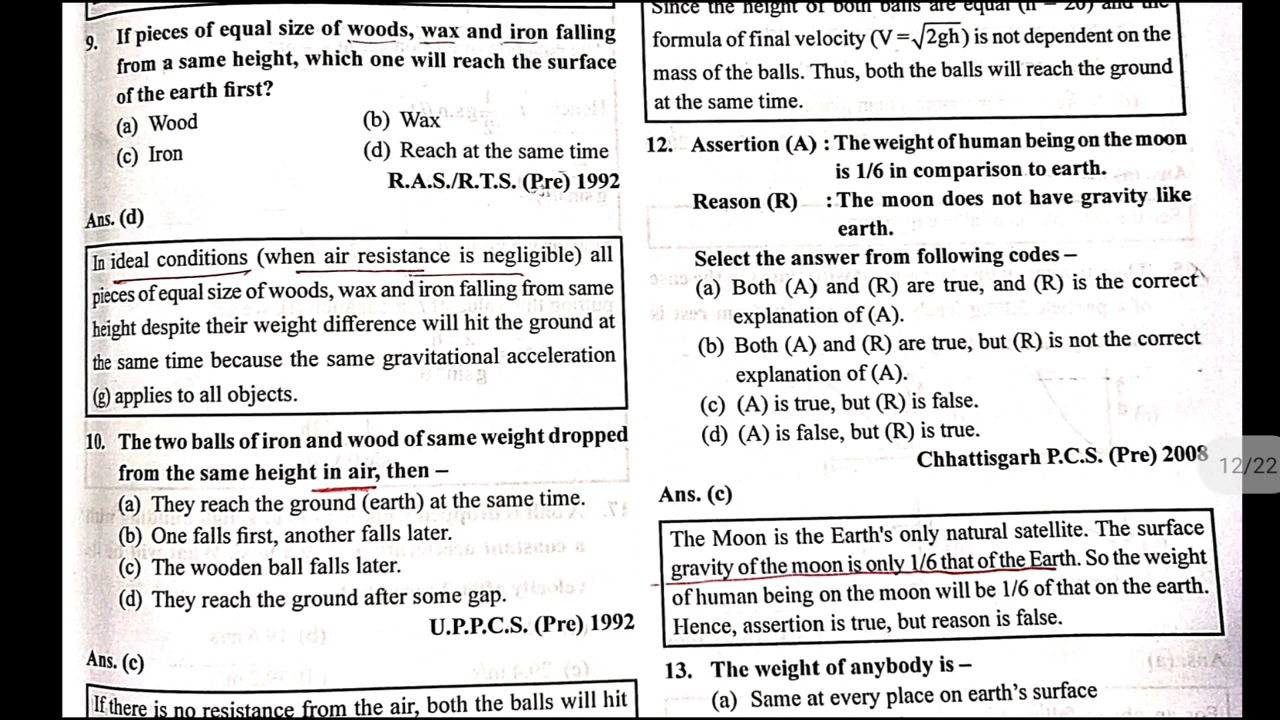 9. If pieces of equal size of woods, wax and iron falling
from a same height, which one will reach the surface
of the earth first?
(a) Wood (b) Wax
(c) Iron (d) Reach at the same time
R.A.S./R.T.S. (Pre) 1992
Ans. (d)
In ideal conditions (when air resistance is negligible) all
pieces of equal size of woods, wax and iron falling from same
height despite their weight difference will hit the ground at
the same time because the same gravitational acceleration
(g) applies to all objects.
10. The two balls of iron and wood of same weight dropped
from the same height in air, then –
(a) They reach the ground (earth) at the same time.
(b) One falls first, another falls later.
(c) The wooden ball falls later.
(d) They reach the ground after some gap.
U.P.P.C.S. (Pre) 1992
Ans. (c)
If there is no resistance from the air, both the balls will hit
Since the height of both balls are equal (h = 20) and the
formula of final velocity (V = √2gh) is not dependent on the
mass of the balls. Thus, both the balls will reach the ground
at the same time.
12. Assertion (A) : The weight of human being on the moon
is 1/6 in comparison to earth.
Reason (R) : The moon does not have gravity like
earth.
Select the answer from following codes –
(a) Both (A) and (R) are true, and (R) is the correct
explanation of (A).
(b) Both (A) and (R) are true, but (R) is not the correct
explanation of (A).
(c) (A) is true, but (R) is false.
(d) (A) is false, but (R) is true.
Chhattisgarh P.C.S. (Pre) 2008
12/22
Ans. (c)
The Moon is the Earth's only natural satellite. The surface
gravity of the moon is only 1/6 that of the Earth. So the weight
of human being on the moon will be 1/6 of that on the earth.
Hence, assertion is true, but reason is false.
13. The weight of anybody is –
(a) Same at every place on earth's surface